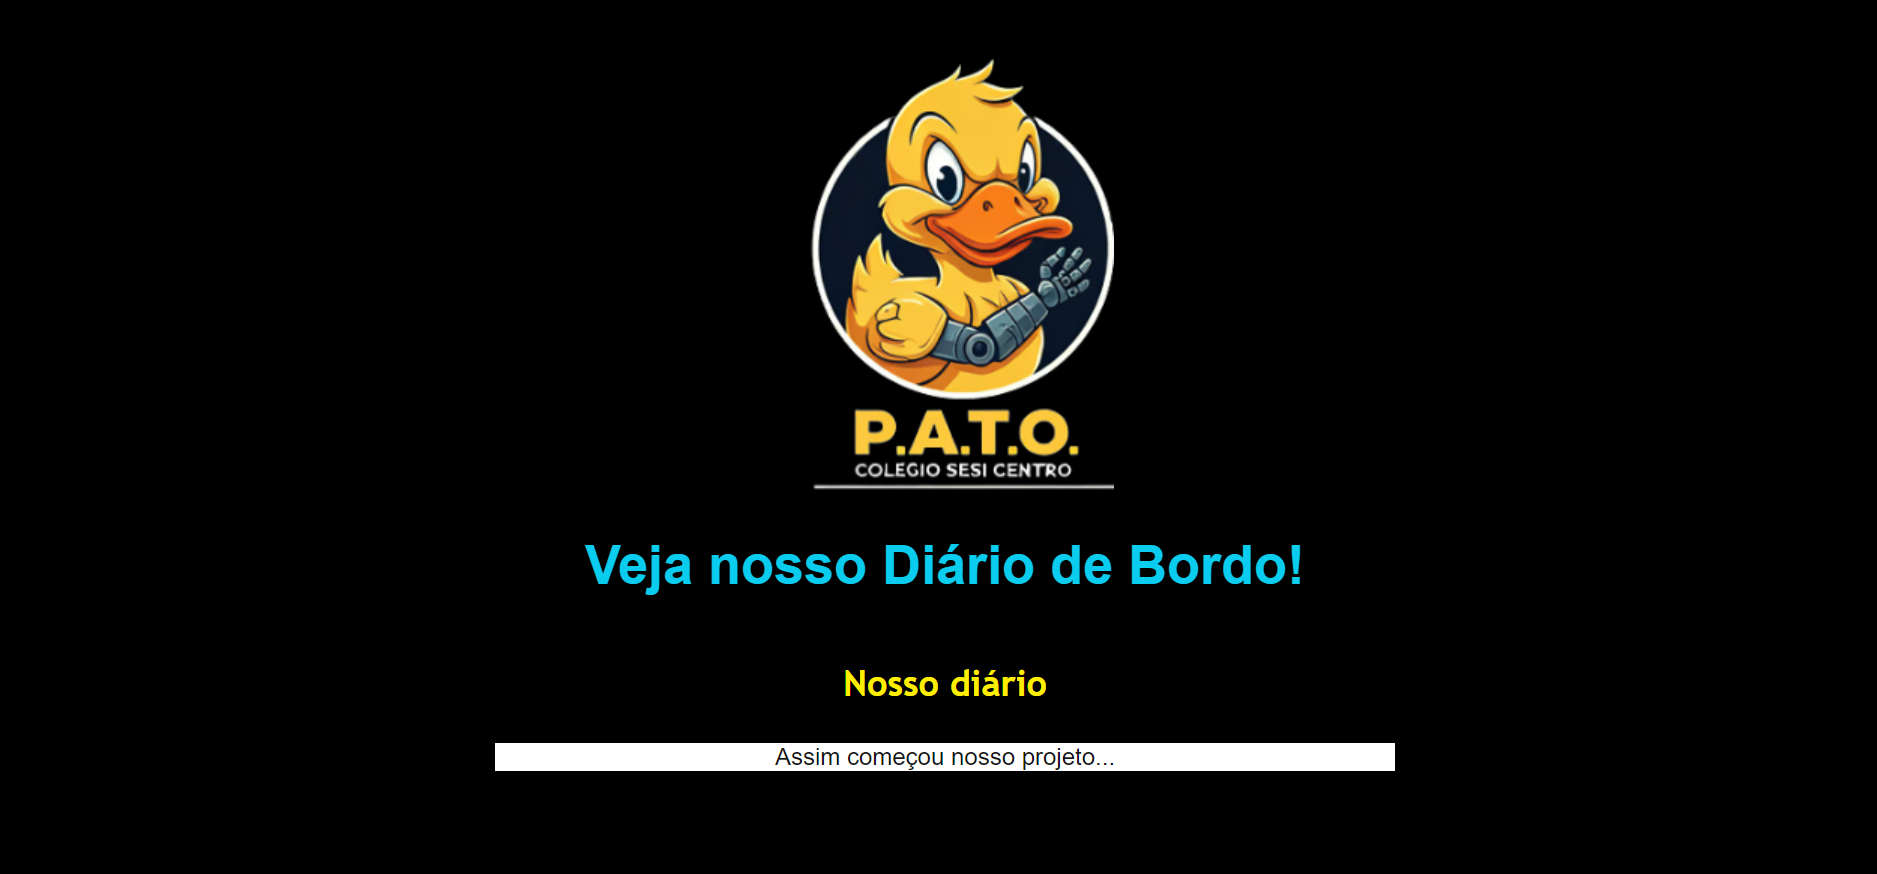 P.A.T.O.
COLEGIO SESI CENTRO
Veja nosso Diário de Bordo!
Nosso diário
Assim começou nosso projeto...